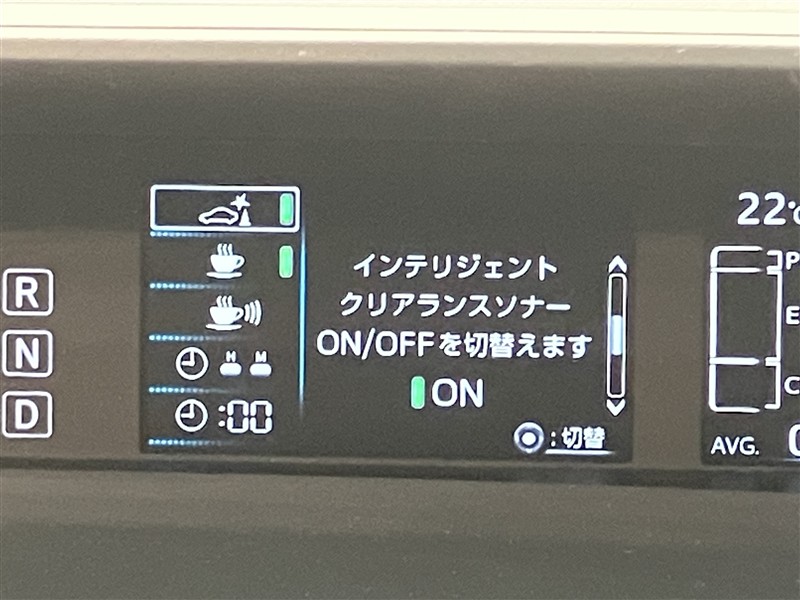 R
N
D
H M
:00
インテリジェント
クリアランスソナー
ON/OFFを切替えます
ON
:切替
22°C
P
E
C
AVG.